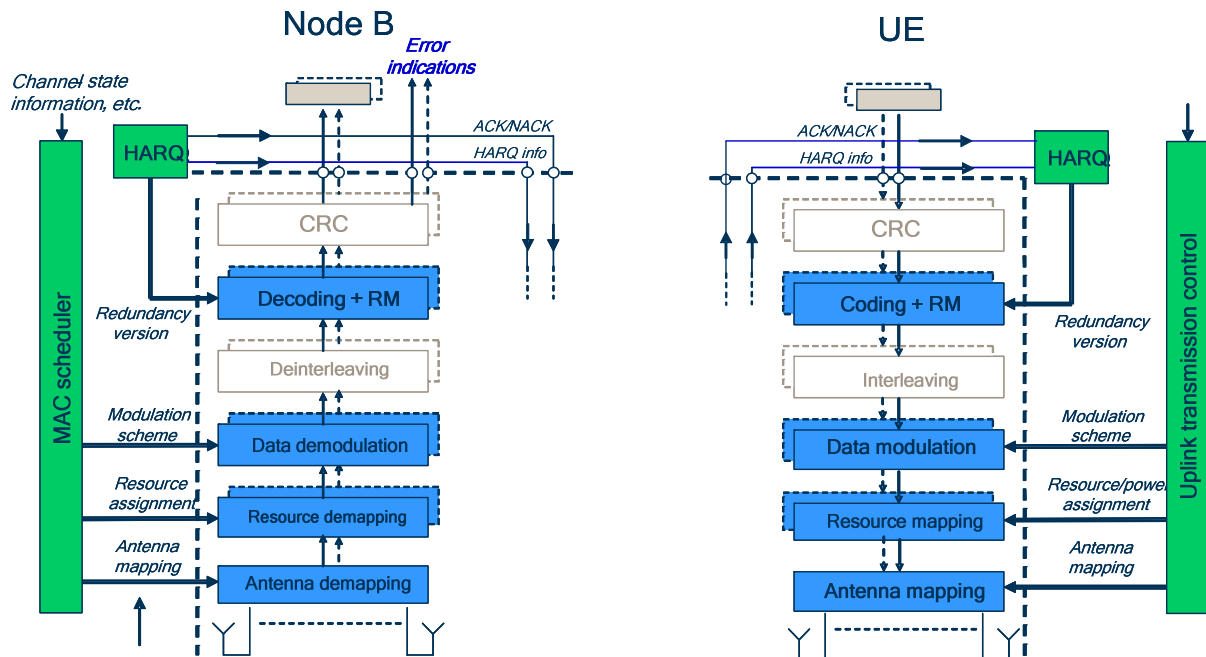 Node B
UE
Error
indications
Channel state
information, etc.
ACK/NACK
HARQ
HARQ info
ACK/NACK
HARQ info
HARQ
CRC
CRC
Decoding + RM
Coding + RM
Redundancy
version
Redundancy
version
Deinterleaving
Interleaving
MAC scheduler
Uplink transmission control
Modulation
scheme
Data demodulation
Data modulation
Modulation
scheme
Resource
assignment
Resource demapping
Resource mapping
Resource/power
assignment
Antenna
mapping
Antenna demapping
Antenna mapping
Antenna
mapping